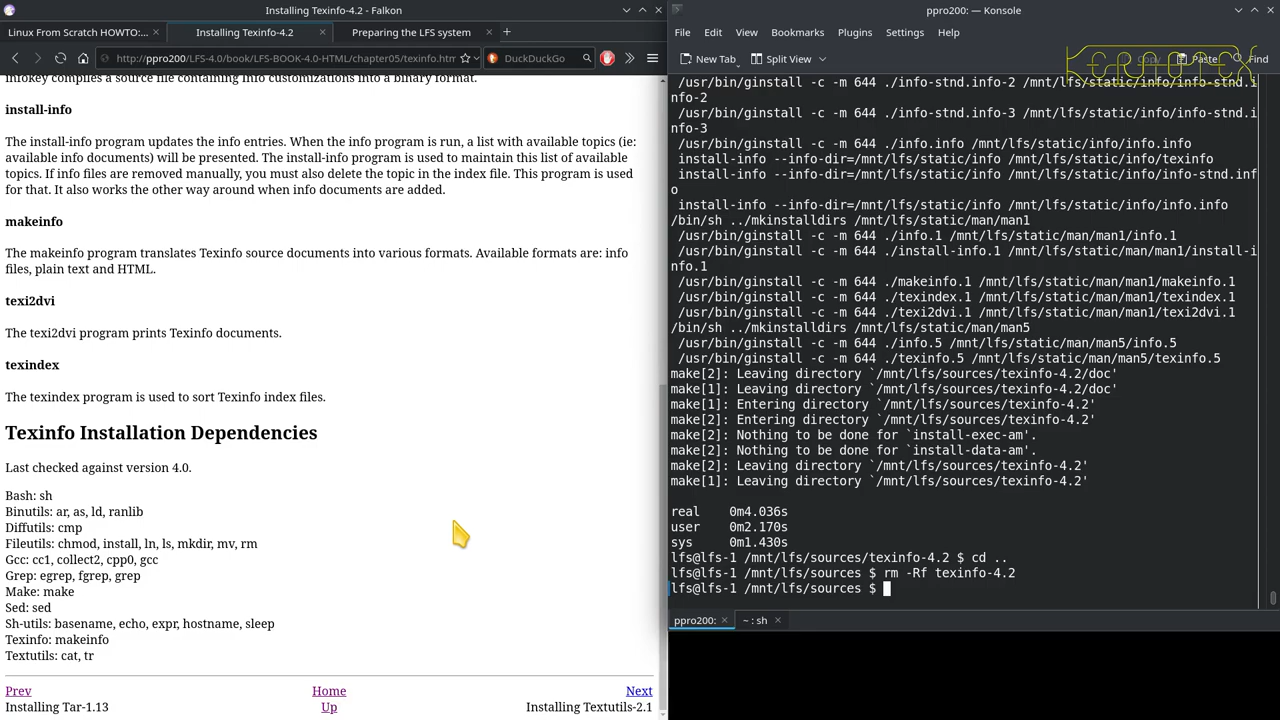 Installing Texinfo-4.2 - Falkon
Linux From Scratch HOWTO:...
Installing Texinfo-4.2
Preparing the LFS system
http://ppro200/LFS-4.0/book/LFS-BOOK-4.0-HTML/chapter05/texinfo.htm
DuckDuckGo
infokey compiles a source file containing Info customizations into a binary format.
install-info
The install-info program updates the info entries. When the info program is run, a list with available topics (ie:
available info documents) will be presented. The install-info program is used to maintain this list of available
topics. If info files are removed manually, you must also delete the topic in the index file. This program is used
for that. It also works the other way around when info documents are added.
makeinfo
The makeinfo program translates Texinfo source documents into various formats. Available formats are: info
files, plain text and HTML.
texi2dvi
The texi2dvi program prints Texinfo documents.
texindex
The texindex program is used to sort Texinfo index files.
Texinfo Installation Dependencies
Last checked against version 4.0.
Bash: sh
Binutils: ar, as, ld, ranlib
Diffutils: cmp
Fileutils: chmod, install, ln, ls, mkdir, mv, rm
Gcc: cc1, collect2, cpp0, gcc
Grep: egrep, fgrep, grep
Make: make
Sed: sed
Sh-utils: basename, echo, expr, hostname, sleep
Texinfo: makeinfo
Textutils: cat, tr
Prev Home Next
Installing Tar-1.13 Up Installing Textutils-2.1
ppro200: — Konsole
File Edit View Bookmarks Plugins Settings Help
New Tab Split View Copy Paste Find
/usr/bin/ginstall -c -m 644 ./info-stnd.info-2 /mnt/lfs/static/info/info-stnd.i
nfo-2
/usr/bin/ginstall -c -m 644 ./info-stnd.info-3 /mnt/lfs/static/info/info-stnd.i
nfo-3
/usr/bin/ginstall -c -m 644 ./info.info /mnt/lfs/static/info/info.info
install-info --info-dir=/mnt/lfs/static/info /mnt/lfs/static/info/texinfo
install-info --info-dir=/mnt/lfs/static/info /mnt/lfs/static/info/info-stnd.inf
o
install-info --info-dir=/mnt/lfs/static/info /mnt/lfs/static/info/info.info
/bin/sh ../mkinstalldirs /mnt/lfs/static/man/man1
/usr/bin/ginstall -c -m 644 ./info.1 /mnt/lfs/static/man/man1/info.1
/usr/bin/ginstall -c -m 644 ./install-info.1 /mnt/lfs/static/man/man1/install-i
nfo.1
/usr/bin/ginstall -c -m 644 ./makeinfo.1 /mnt/lfs/static/man/man1/makeinfo.1
/usr/bin/ginstall -c -m 644 ./texindex.1 /mnt/lfs/static/man/man1/texindex.1
/usr/bin/ginstall -c -m 644 ./texi2dvi.1 /mnt/lfs/static/man/man1/texi2dvi.1
/bin/sh ../mkinstalldirs /mnt/lfs/static/man/man5
/usr/bin/ginstall -c -m 644 ./info.5 /mnt/lfs/static/man/man5/info.5
/usr/bin/ginstall -c -m 644 ./texinfo.5 /mnt/lfs/static/man/man5/texinfo.5
make[2]: Leaving directory `/mnt/lfs/sources/texinfo-4.2/doc'
make[1]: Leaving directory `/mnt/lfs/sources/texinfo-4.2/doc'
make[1]: Entering directory `/mnt/lfs/sources/texinfo-4.2'
make[2]: Entering directory `/mnt/lfs/sources/texinfo-4.2'
make[2]: Nothing to be done for `install-exec-am'.
make[2]: Nothing to be done for `install-data-am'.
make[2]: Leaving directory `/mnt/lfs/sources/texinfo-4.2'
make[1]: Leaving directory `/mnt/lfs/sources/texinfo-4.2'
real 0m4.036s
user 0m2.170s
sys 0m1.430s
lfs@lfs-1 /mnt/lfs/sources/texinfo-4.2 $ cd ..
lfs@lfs-1 /mnt/lfs/sources $ rm -Rf texinfo-4.2
lfs@lfs-1 /mnt/lfs/sources $
ppro200:
~ : sh